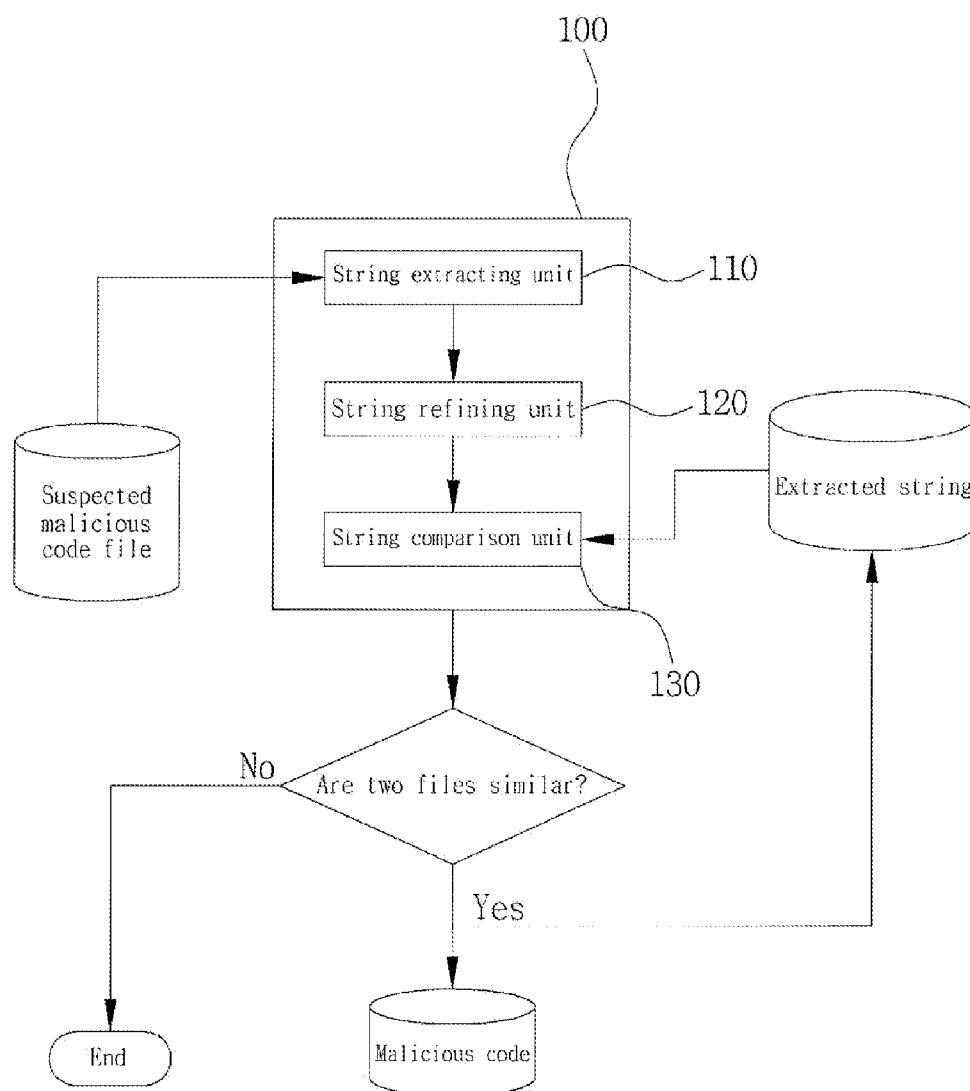 100
String extracting unit
110
String refining unit
120
Suspected
malicious
code file
Extracted string
String comparison unit
130
No
Are two files similar?
Yes
End
Malicious code